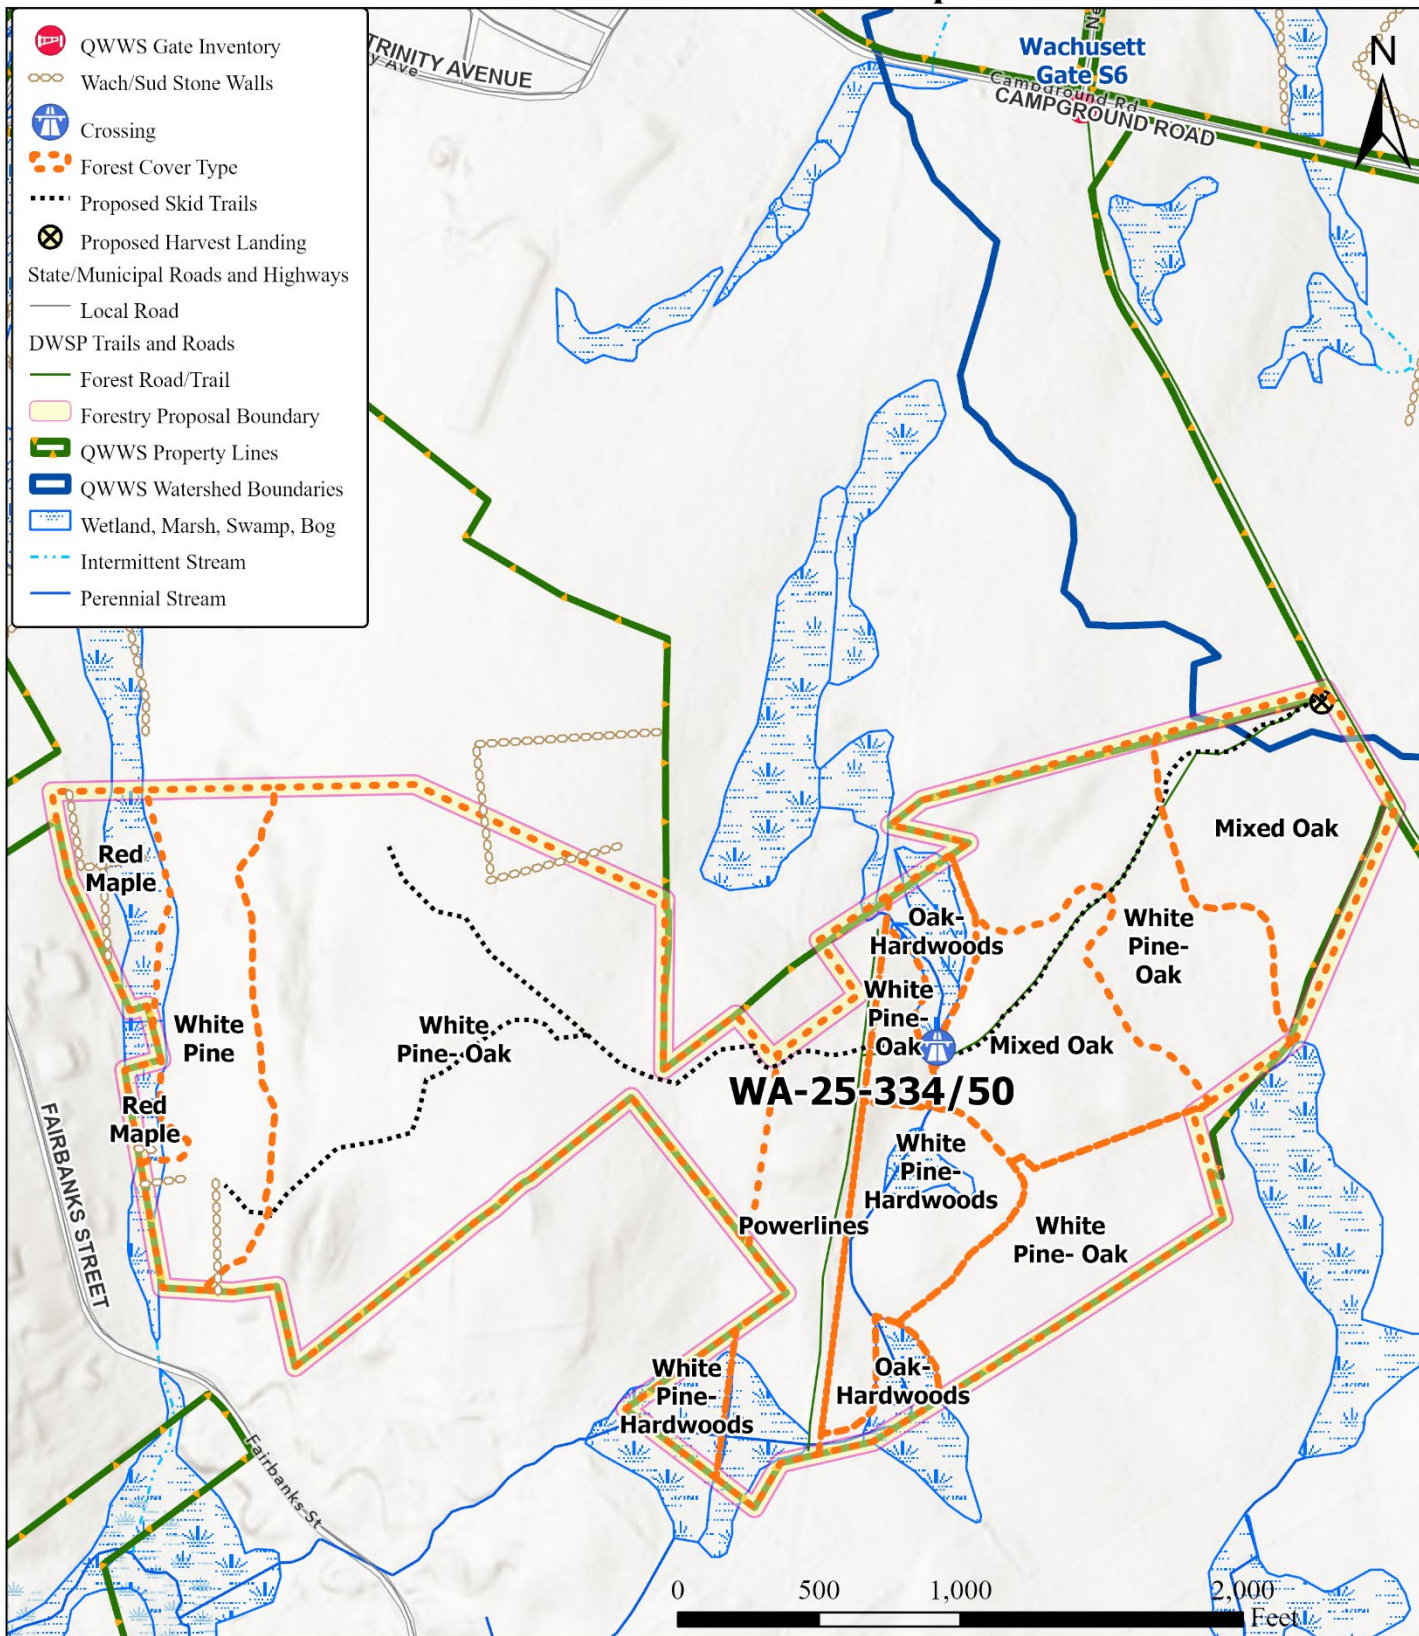 QWWS Gate Inventory
Wach/Sud Stone Walls
Crossing
Forest Cover Type
Proposed Skid Trails
Proposed Harvest Landing
State/Municipal Roads and Highways
Local Road
DWSP Trails and Roads
Forest Road/Trail
Forestry Proposal Boundary
QWWS Property Lines
QWWS Watershed Boundaries
Wetland, Marsh, Swamp, Bog
Intermittent Stream
Perennial Stream
TRINITY AVENUE
y Ave
Wachusett
Gate S6
Campground Rd
CAMPGROUND ROAD
Ne
N
Mixed Oak
Red
Maple
Oak-
Hardwoods
White
Pine-
Oak
White
Pine-
Oak
White
Pine
White
Pine- Oak
Mixed Oak
WA-25-334/50
Red
Maple
FAIRBANKS STREET
White
Pine-
Hardwoods
Powerlines
White
Pine- Oak
White
Pine-
Hardwoods
Oak-
Hardwoods
Fairbanks St
0 500 1,000 2,000
Feet